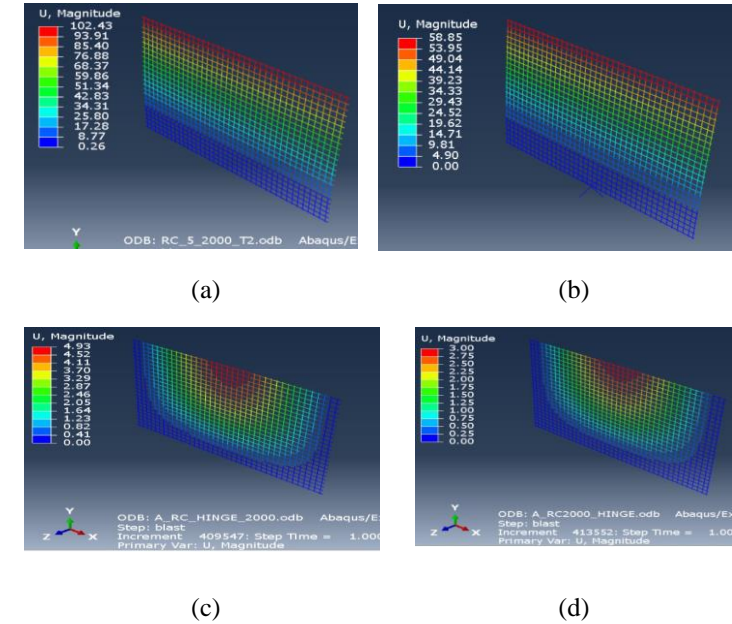 U, Magnitude
102.43
93.91
85.40
76.88
68.37
59.86
51.34
42.83
34.31
25.80
17.28
8.77
0.26
Y
ODB: RC_5_2000_T2.odb Abaqus/E
(a)
U, Magnitude
58.85
53.95
49.04
44.14
39.23
34.33
29.43
24.52
19.62
14.71
9.81
4.90
0.00
(b)
U, Magnitude
4.93
4.52
4.11
3.70
3.29
2.87
2.46
2.05
1.64
1.23
0.82
0.41
0.00
Y
Z X
ODB: A_RC_HINGE_2000.odb Abaqus/E
Step: blast
Increment 409547: Step Time = 1.00
Primary Var: U, Magnitude
(c)
U, Magnitude
3.00
2.75
2.50
2.25
2.00
1.75
1.50
1.25
1.00
0.75
0.50
0.25
0.00
Y
Z X
ODB: A_RC2000_HINGE.odb Abaqus/E
Step: blast
Increment 413552: Step Time = 1.00
Primary Var: U, Magnitude
(d)